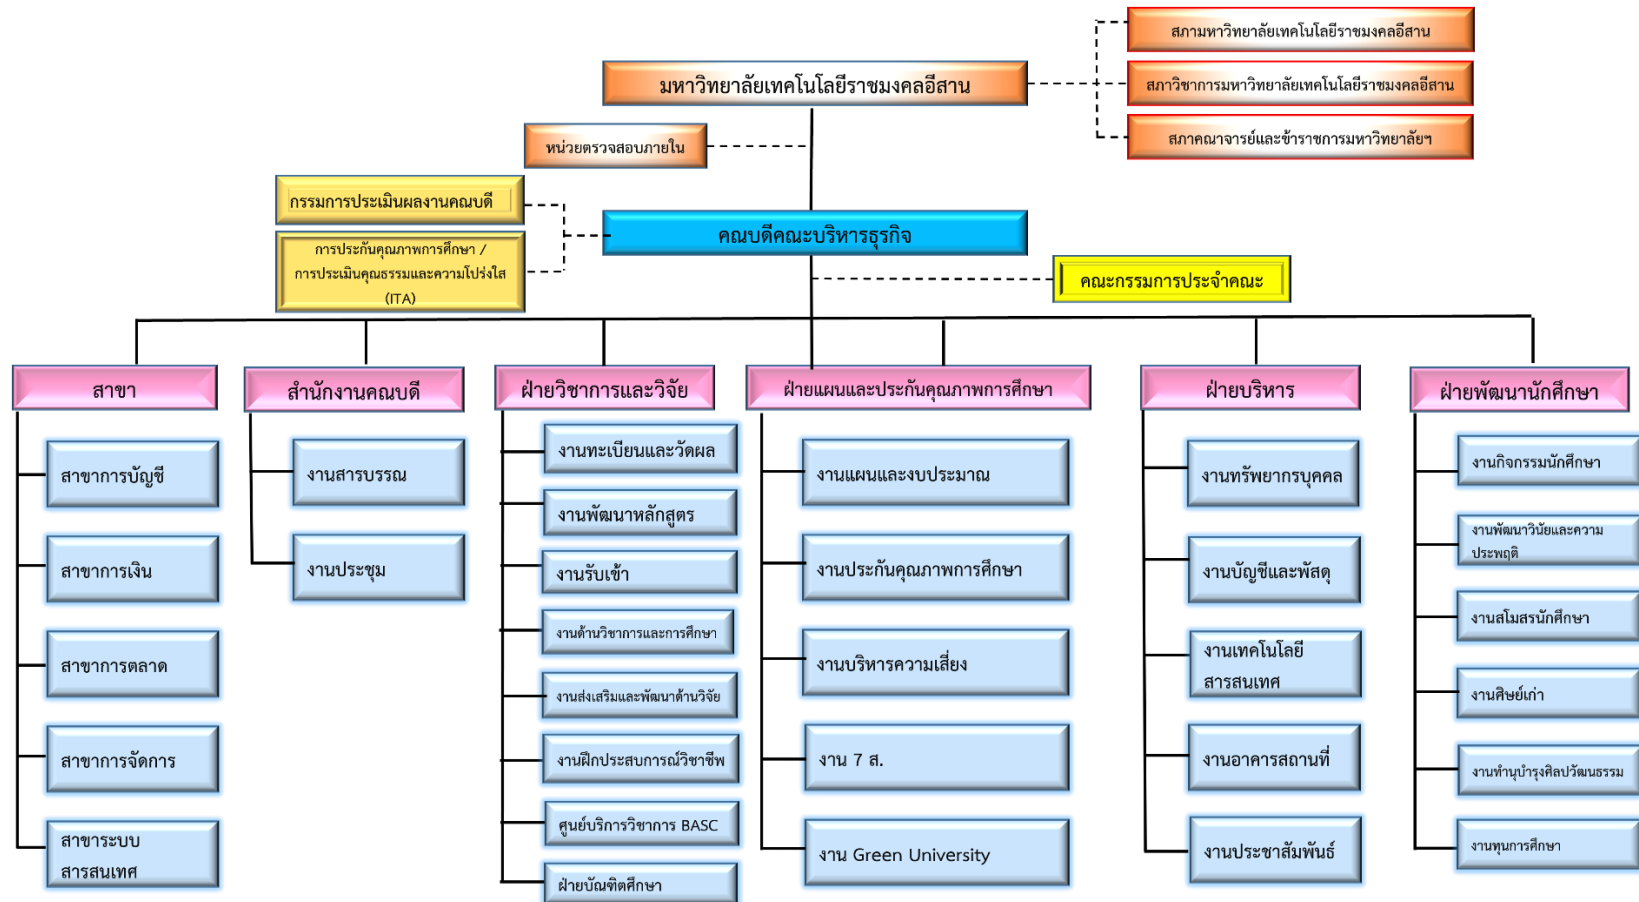 สภามหาวิทยาลัยเทคโนโลยีราชมงคลอีสาน
มหาวิทยาลัยเทคโนโลยีราชมงคลอีสาน
สภาวิชาการมหาวิทยาลัยเทคโนโลยีราชมงคลอีสาน
สภาคณาจารย์และข้าราชการมหาวิทยาลัยฯ
หน่วยตรวจสอบภายใน
กรรมการประเมินผลงานคณบดี
คณบดีคณะบริหารธุรกิจ
การประกันคุณภาพการศึกษา /
การประเมินคุณธรรมและความโปร่งใส
(ITA)
คณะกรรมการประจำคณะ
สาขา
สาขาการบัญชี
สาขาการเงิน
สาขาการตลาด
สาขาการจัดการ
สาขาระบบ
สารสนเทศ
สำนักงานคณบดี
งานสารบรรณ
งานประชุม
ฝ่ายวิชาการและวิจัย
งานทะเบียนและวัดผล
งานพัฒนาหลักสูตร
งานรับเข้า
งานด้านวิชาการและการศึกษา
งานส่งเสริมและพัฒนาด้านวิจัย
งานฝึกประสบการณ์วิชาชีพ
ศูนย์บริการวิชาการ BASC
ฝ่ายบัณฑิตศึกษา
ฝ่ายแผนและประกันคุณภาพการศึกษา
งานแผนและงบประมาณ
งานประกันคุณภาพการศึกษา
งานบริหารความเสี่ยง
งาน 7 ส.
งาน Green University
ฝ่ายบริหาร
งานทรัพยากรบุคคล
งานบัญชีและพัสดุ
งานเทคโนโลยี
สารสนเทศ
งานอาคารสถานที่
งานประชาสัมพันธ์
ฝ่ายพัฒนานักศึกษา
งานกิจกรรมนักศึกษา
งานพัฒนาวินัยและความ
ประพฤติ
งานสโมสรนักศึกษา
งานศิษย์เก่า
งานทำนุบำรุงศิลปวัฒนธรรม
งานทุนการศึกษา